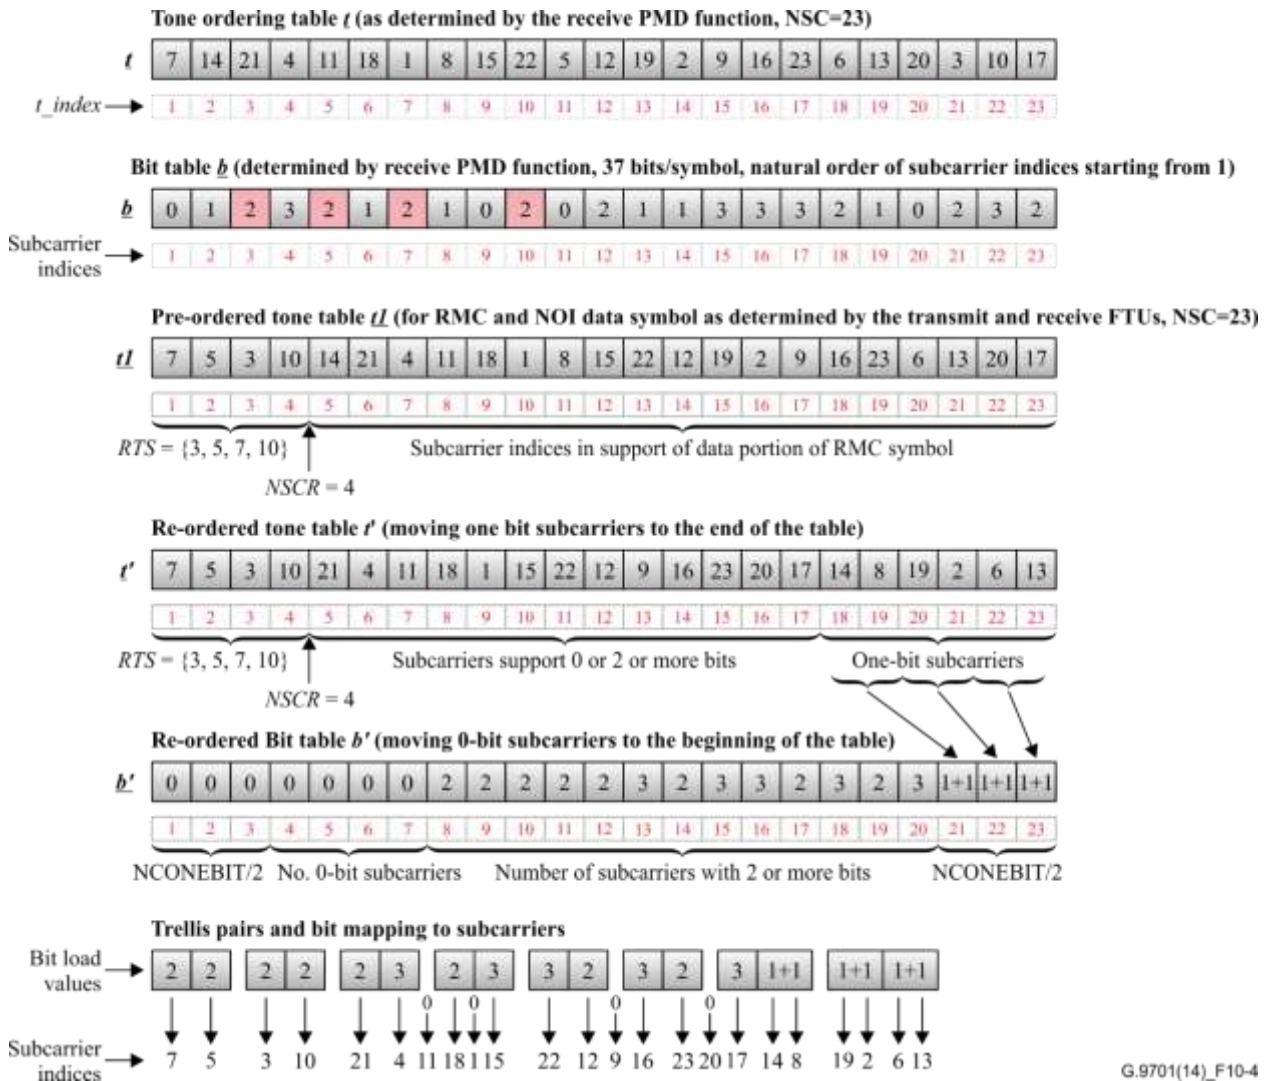 Tone ordering table t (as determined by the receive PMD function, NSC=23)
t 7 14 21 4 11 18 1 8 15 22 5 12 19 2 9 16 23 6 13 20 3 10 17
t_index 1 2 3 4 5 6 7 8 9 10 11 12 13 14 15 16 17 18 19 20 21 22 23
Bit table b (determined by receive PMD function, 37 bits/symbol, natural order of subcarrier indices starting from 1)
b 0 1 2 3 2 1 2 1 0 2 0 2 1 1 3 3 3 2 1 0 2 3 2
Subcarrier
indices 1 2 3 4 5 6 7 8 9 10 11 12 13 14 15 16 17 18 19 20 21 22 23
Pre-ordered tone table t1 (for RMC and NOI data symbol as determined by the transmit and receive FTUs, NSC=23)
t1 7 5 3 10 14 21 4 11 18 1 8 15 22 12 19 2 9 16 23 6 13 20 17
1 2 3 4 5 6 7 8 9 10 11 12 13 14 15 16 17 18 19 20 21 22 23
RTS = {3, 5, 7, 10} Subcarrier indices in support of data portion of RMC symbol
NSCR = 4
Re-ordered tone table t' (moving one bit subcarriers to the end of the table)
t' 7 5 3 10 21 4 11 18 1 15 22 12 9 16 23 20 17 14 8 19 2 6 13
1 2 3 4 5 6 7 8 9 10 11 12 13 14 15 16 17 18 19 20 21 22 23
RTS = {3, 5, 7, 10} Subcarriers support 0 or 2 or more bits One-bit subcarriers
NSCR = 4
Re-ordered Bit table b' (moving 0-bit subcarriers to the beginning of the table)
b' 0 0 0 0 0 0 0 2 2 2 2 2 3 2 3 3 2 3 2 3 1+1 1+1 1+1
1 2 3 4 5 6 7 8 9 10 11 12 13 14 15 16 17 18 19 20 21 22 23
NCONEBIT/2 No. 0-bit subcarriers Number of subcarriers with 2 or more bits NCONEBIT/2
Trellis pairs and bit mapping to subcarriers
Bit load
values 2 2 2 2 2 3 2 3 3 2 3 2 3 1+1 1+1 1+1
0 0 0 0
Subcarrier
indices 7 5 3 10 21 4 11 18 1 15 22 12 9 16 23 20 17 14 8 19 2 6 13
G.9701(14)_F10-4